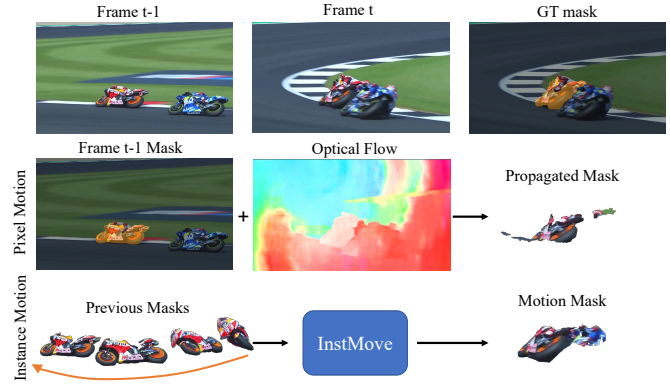 Frame t-1
Frame t
GT mask
Frame t-1 Mask
Optical Flow
Propagated Mask
Pixel Motion
+
Previous Masks
Motion Mask
Instance Motion
InstMove